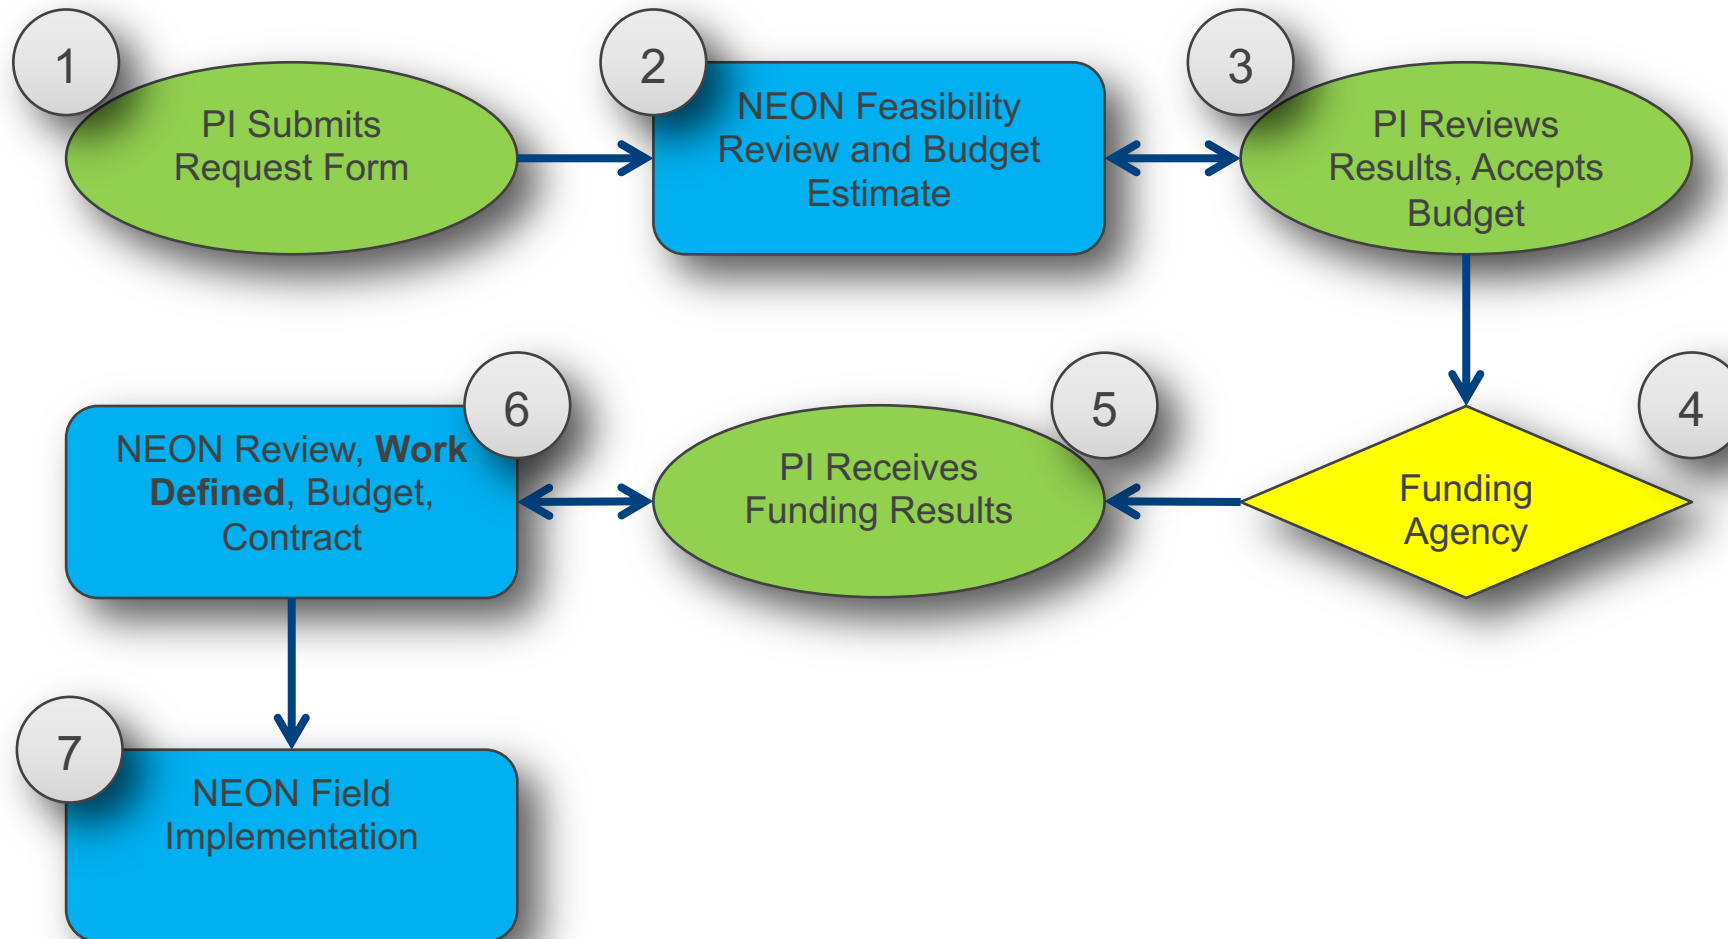 1
PI Submits
Request Form
2
NEON Feasibility
Review and Budget
Estimate
3
PI Reviews
Results, Accepts
Budget
4
Funding
Agency
5
PI Receives
Funding Results
6
NEON Review, Work
Defined, Budget,
Contract
7
NEON Field
Implementation